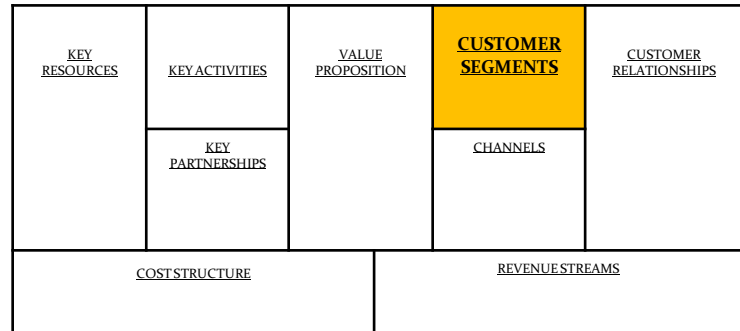 KEY
RESOURCES
KEY ACTIVITIES
VALUE
PROPOSITION
CUSTOMER
SEGMENTS
CUSTOMER
RELATIONSHIPS
KEY
PARTNERSHIPS
CHANNELS
COST STRUCTURE
REVENUE STREAMS